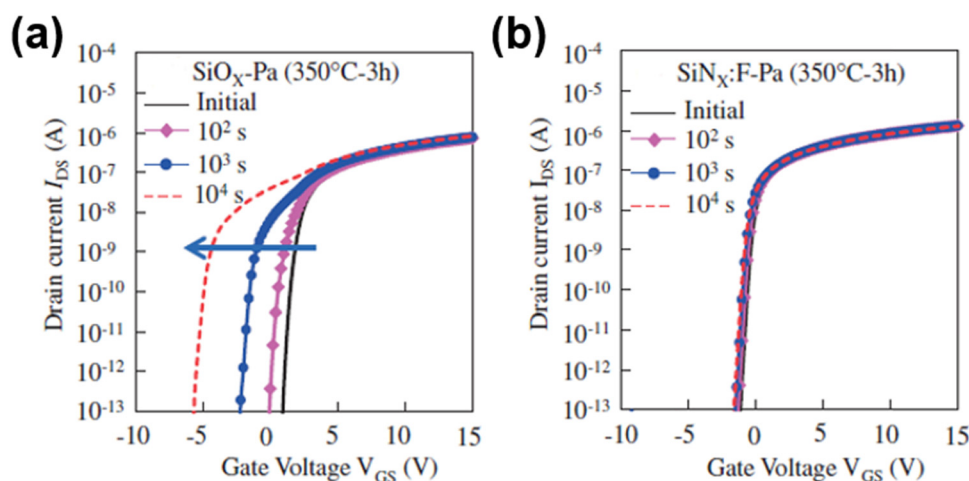 (a)
SiOX-Pa (350°C-3h)
Initial
10² s
10³ s
10⁴ s
Drain current IDS (A)
10⁻⁴
10⁻⁵
10⁻⁶
10⁻⁷
10⁻⁸
10⁻⁹
10⁻¹⁰
10⁻¹¹
10⁻¹²
10⁻¹³
-10 -5 0 5 10 15
Gate Voltage VGS (V)
(b)
SiNX:F-Pa (350°C-3h)
Initial
10² s
10³ s
10⁴ s
Drain current IDS (A)
10⁻⁴
10⁻⁵
10⁻⁶
10⁻⁷
10⁻⁸
10⁻⁹
10⁻¹⁰
10⁻¹¹
10⁻¹²
10⁻¹³
-10 -5 0 5 10 15
Gate Voltage VGS (V)